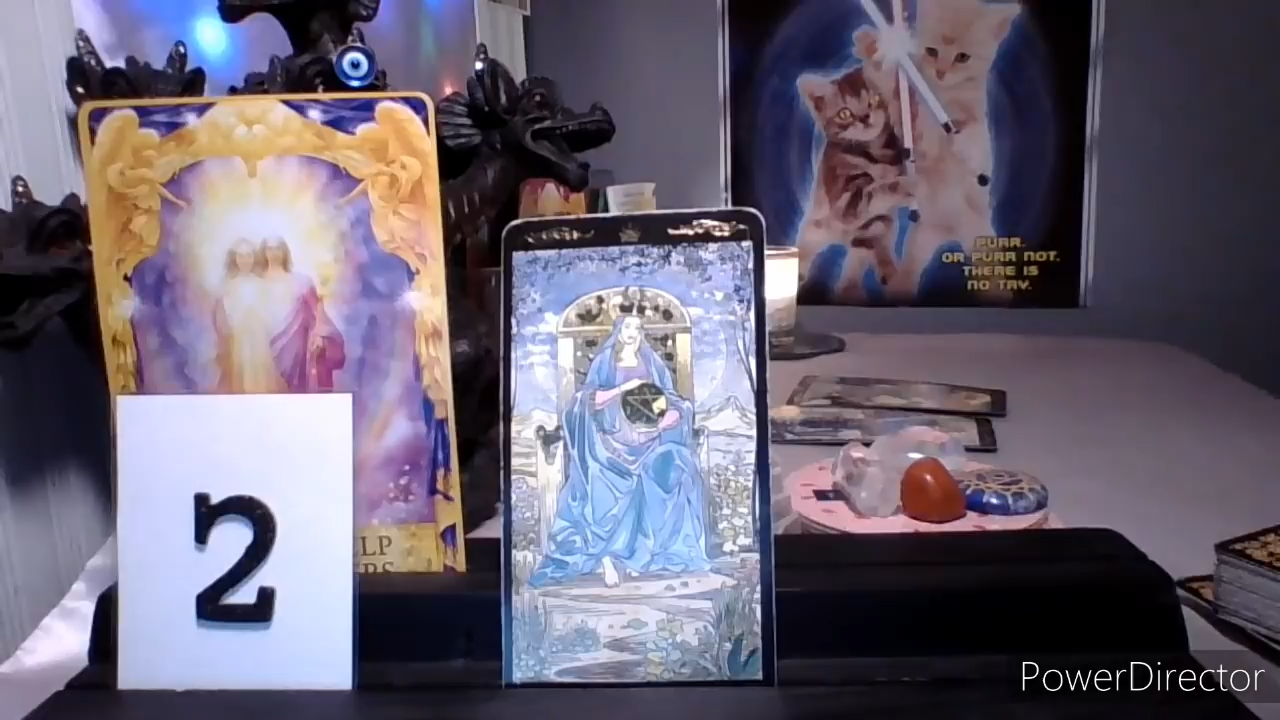 PURR.
OR PURR NOT.
THERE IS
NO TRY.
2
PowerDirector